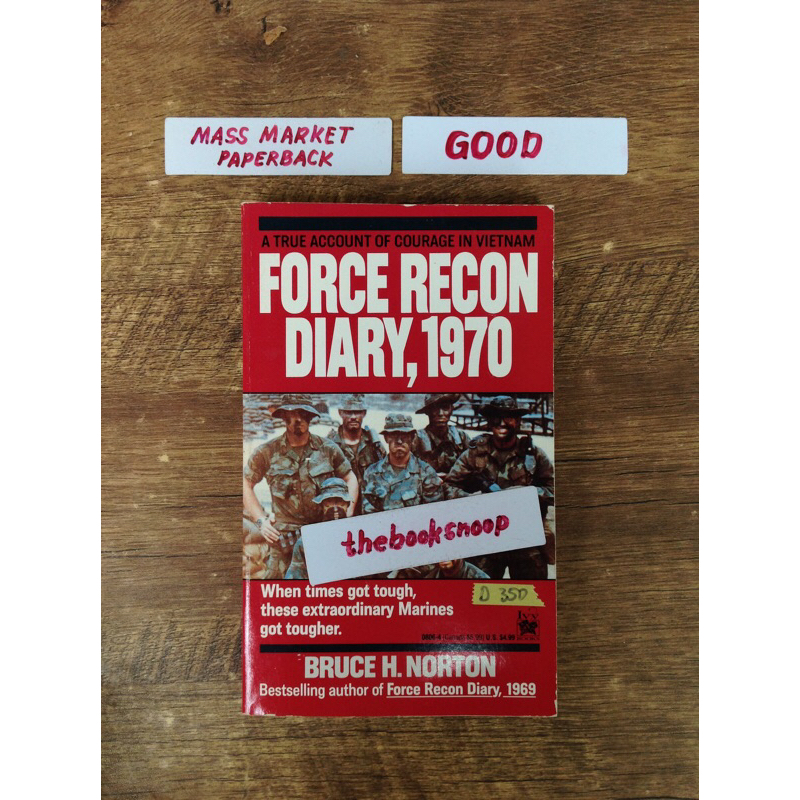 MASS MARKET
PAPERBACK
GOOD
A TRUE ACCOUNT OF COURAGE IN VIETNAM
FORCE RECON
DIARY, 1970
thebooksnoop
When times got tough,
these extraordinary Marines
got tougher.
D 350
IVY
BRUCE H. NORTON
Bestselling author of Force Recon Diary, 1969